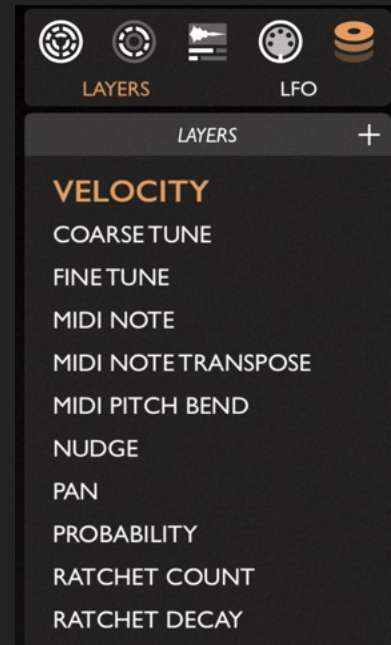 LAYERS LFO
LAYERS +
VELOCITY
COARSE TUNE
FINE TUNE
MIDI NOTE
MIDI NOTE TRANSPOSE
MIDI PITCH BEND
NUDGE
PAN
PROBABILITY
RATCHET COUNT
RATCHET DECAY